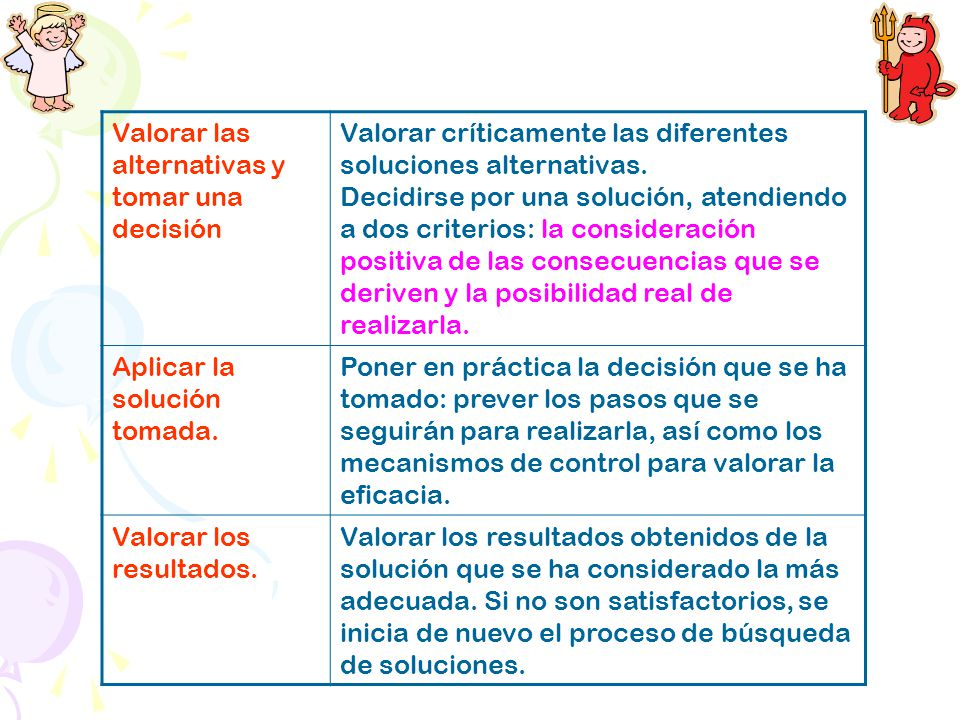 Valorar las
alternativas y
tomar una
decisión
Valorar críticamente las diferentes
soluciones alternativas.
Decidirse por una solución, atendiendo
a dos criterios: la consideración
positiva de las consecuencias que se
deriven y la posibilidad real de
realizarla.
Aplicar la
solución
tomada.
Poner en práctica la decisión que se ha
tomado: prever los pasos que se
seguirán para realizarla, así como los
mecanismos de control para valorar la
eficacia.
Valorar los
resultados.
Valorar los resultados obtenidos de la
solución que se ha considerado la más
adecuada. Si no son satisfactorios, se
inicia de nuevo el proceso de búsqueda
de soluciones.